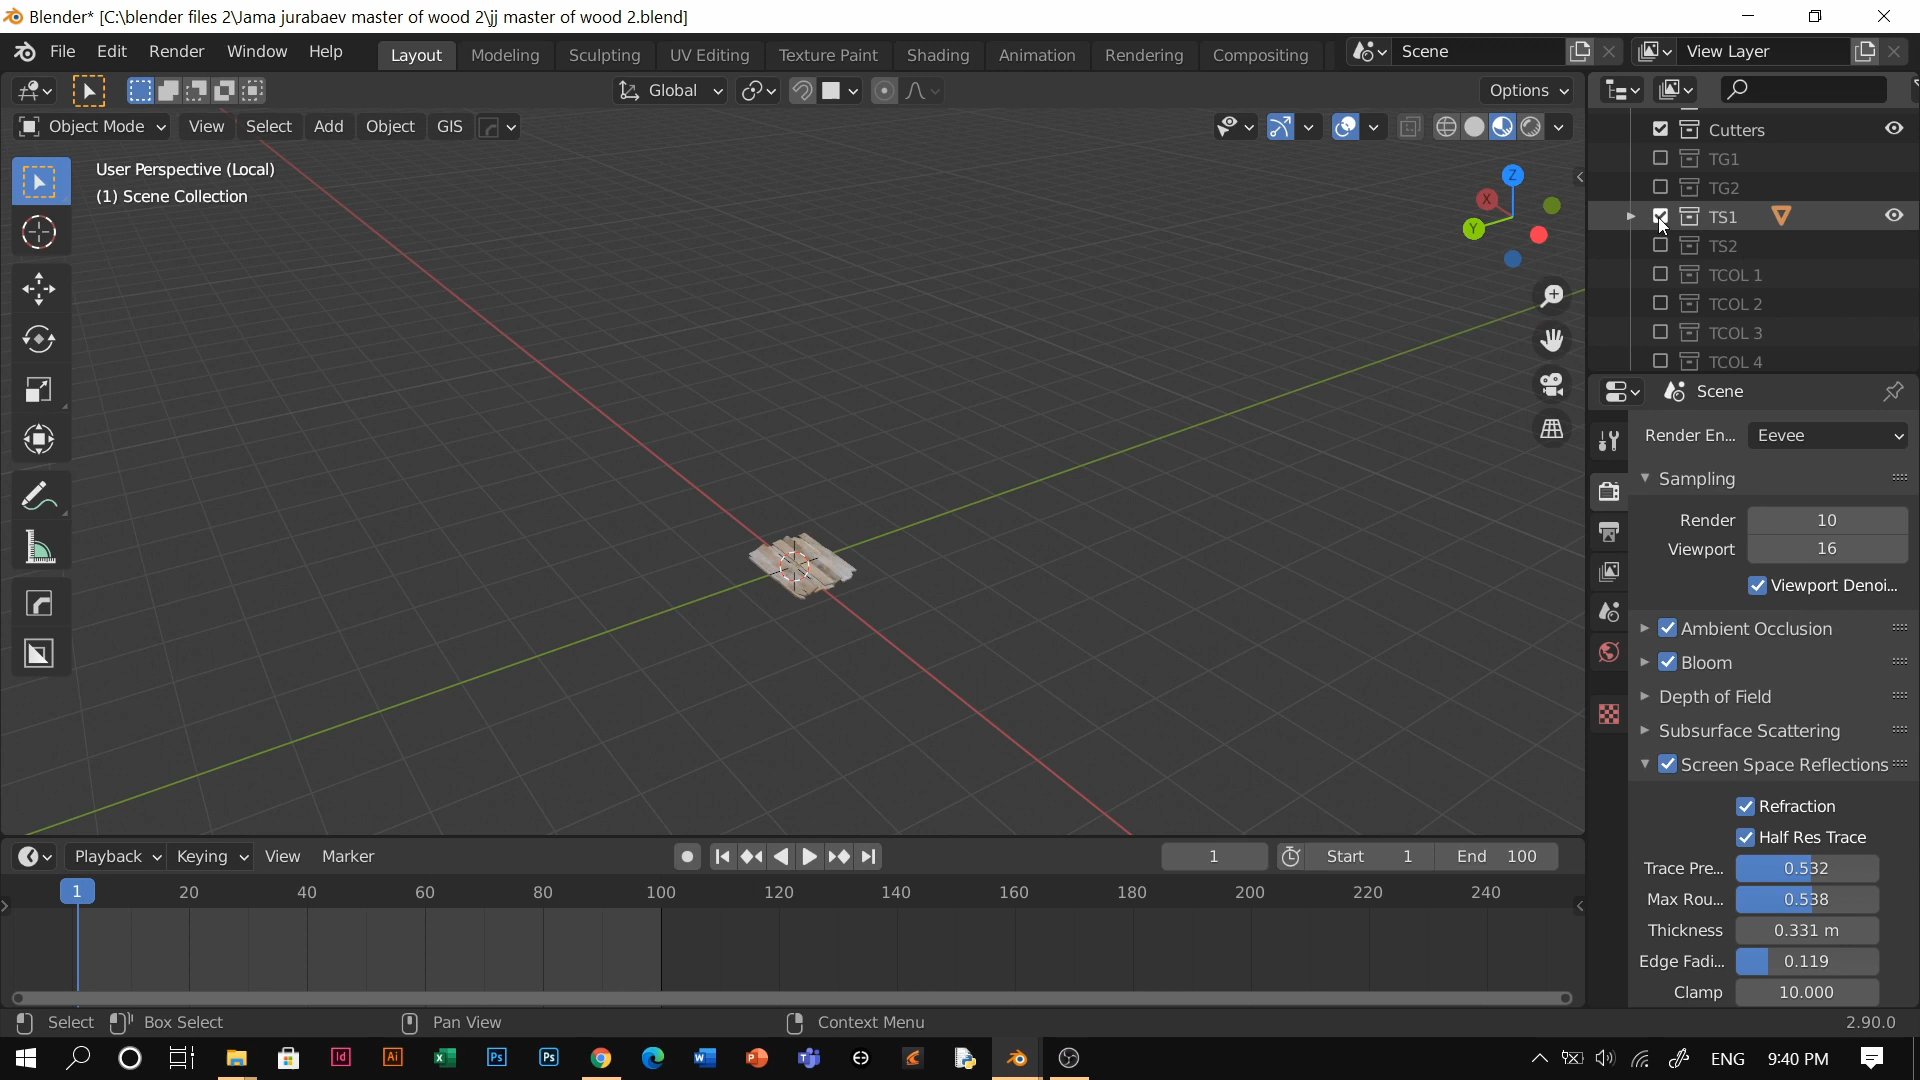 Blender* [C:\blender files 2\Jama jurabaev master of wood 2\jj master of wood 2.blend]
File Edit Render Window Help Layout Modeling Sculpting UV Editing Texture Paint Shading Animation Rendering Compositing Scene View Layer
Global Options
Object Mode View Select Add Object GIS
User Perspective (Local)
(1) Scene Collection
Z
X
Y
Cutters
TG1
TG2
TS1
TS2
TCOL 1
TCOL 2
TCOL 3
TCOL 4
Scene
Render En... Eevee
Sampling
Render 10
Viewport 16
Viewport Denoi...
Ambient Occlusion
Bloom
Depth of Field
Subsurface Scattering
Screen Space Reflections
Refraction
Half Res Trace
Trace Pre... 0.532
Max Rou... 0.538
Thickness 0.331 m
Edge Fadi... 0.119
Clamp 10.000
Playback Keying View Marker 1 Start 1 End 100
1 20 40 60 80 100 120 140 160 180 200 220 240
Select Box Select Pan View Context Menu 2.90.0
Id Ai Ps Ps ENG 9:40 PM